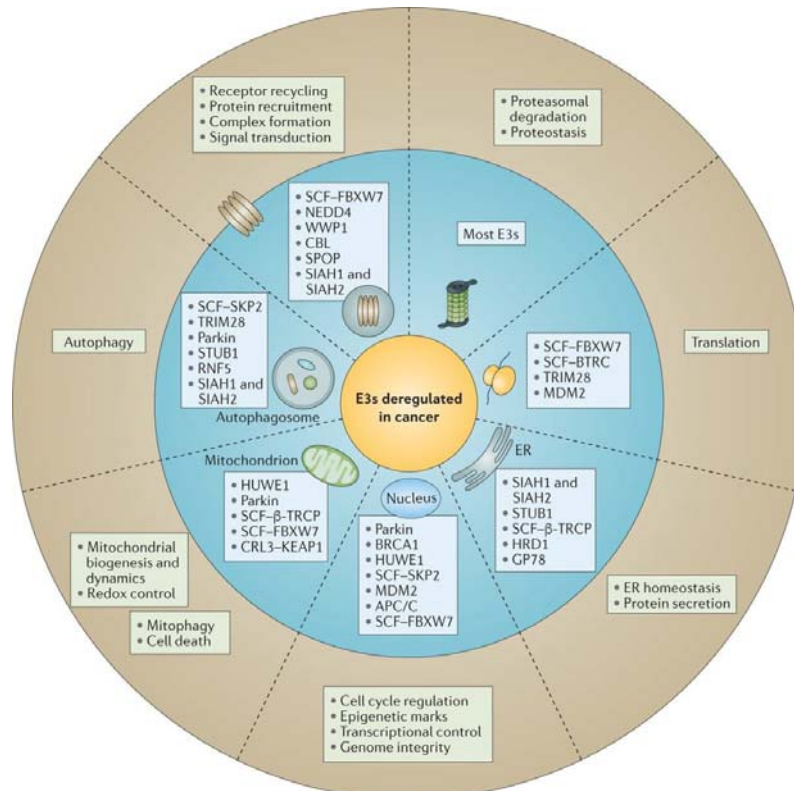 • Receptor recycling
• Protein recruitment
• Complex formation
• Signal transduction
• Proteasomal
degradation
• Proteostasis
• SCF–FBXW7
• NEDD4
• WWP1
• CBL
• SPOP
• SIAH1 and
SIAH2
Most E3s
• SCF–SKP2
• TRIM28
• Parkin
• STUB1
• RNF5
• SIAH1 and
SIAH2
Autophagy
Autophagosome
E3s deregulated
in cancer
• SCF–FBXW7
• SCF–BTRC
• TRIM28
• MDM2
Translation
Mitochondrion
• HUWE1
• Parkin
• SCF–β-TRCP
• SCF–FBXW7
• CRL3–KEAP1
Nucleus
• Parkin
• BRCA1
• HUWE1
• SCF–SKP2
• MDM2
• APC/C
• SCF–FBXW7
ER
• SIAH1 and
SIAH2
• STUB1
• SCF–β-TRCP
• HRD1
• GP78
• Mitochondrial
biogenesis and
dynamics
• Redox control
• Mitophagy
• Cell death
• ER homeostasis
• Protein secretion
• Cell cycle regulation
• Epigenetic marks
• Transcriptional control
• Genome integrity